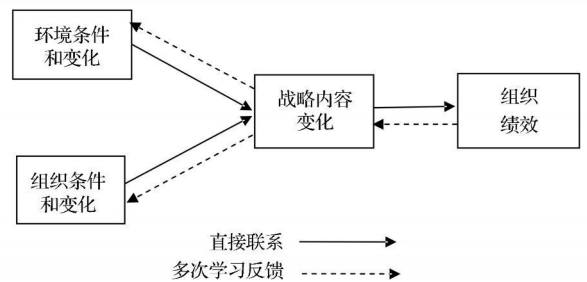 环境条件
和变化
战略内容
变化
组织
绩效
组织条件
和变化
直接联系
多次学习反馈